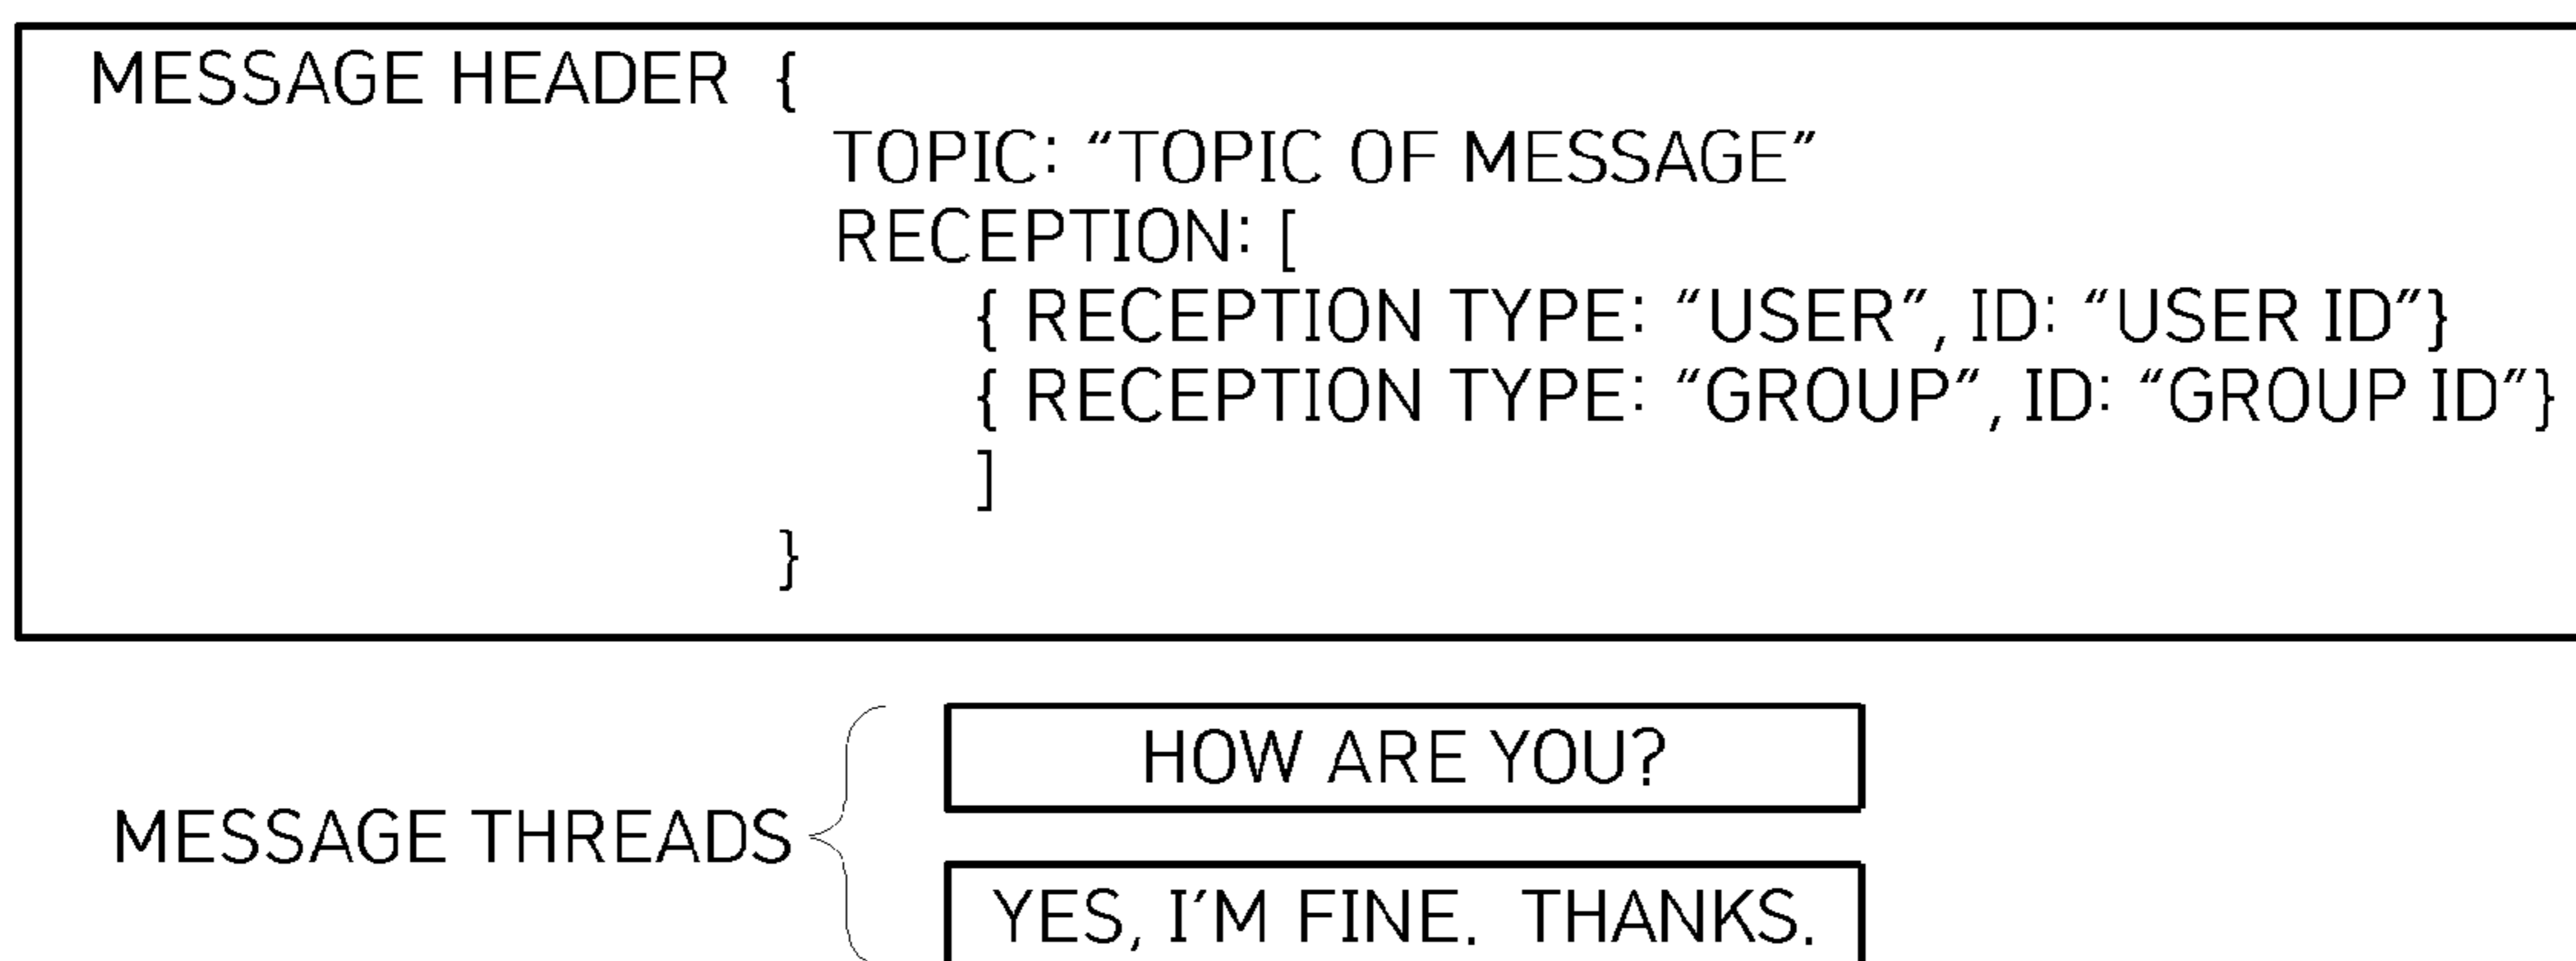 MESSAGE HEADER {
TOPIC: “TOPIC OF MESSAGE”
RECEPTION: [
{ RECEPTION TYPE: “USER”, ID: “USER ID”}
{ RECEPTION TYPE: “GROUP”, ID: “GROUP ID”}
]
}
HOW ARE YOU?
MESSAGE THREADS
YES, I’M FINE. THANKS.